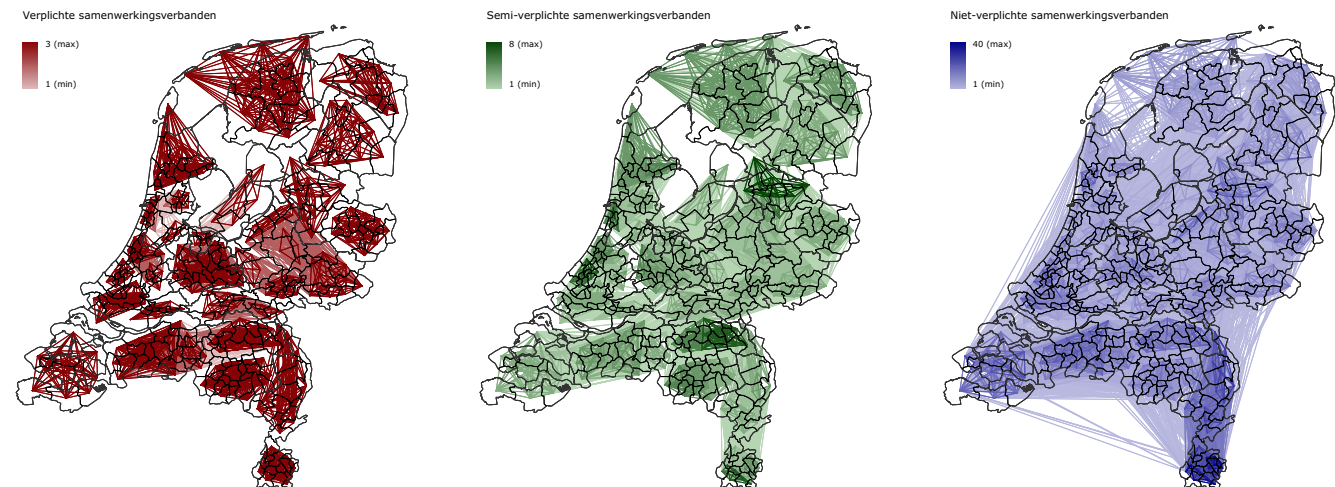 Verplichte samenwerkingsverbanden
3 (max)
1 (min)
Semi-verplichte samenwerkingsverbanden
8 (max)
1 (min)
Niet-verplichte samenwerkingsverbanden
40 (max)
1 (min)